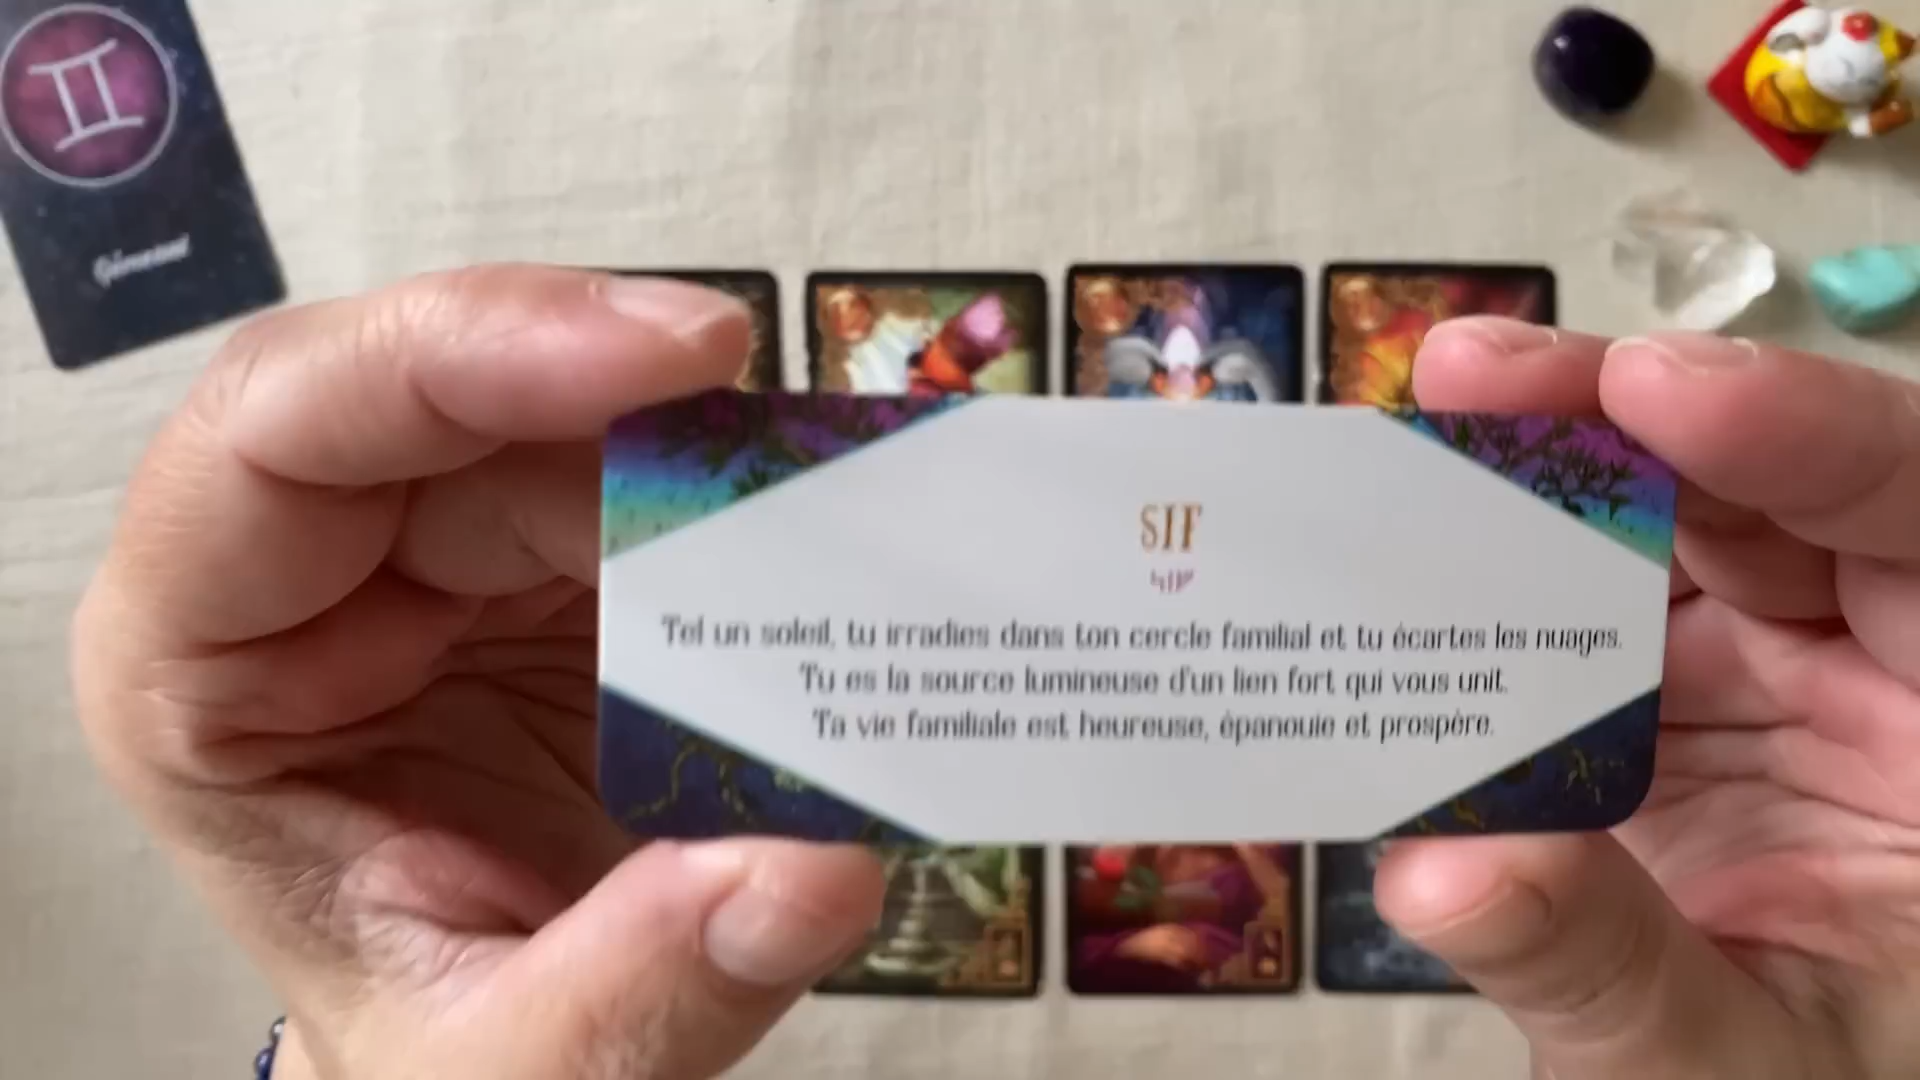 Gémeaux
SIF
Tel un soleil, tu irradies dans ton cercle familial et tu écartes les nuages.
Tu es la source lumineuse d'un lien fort qui vous unit.
Ta vie familiale est heureuse, épanouie et prospère.